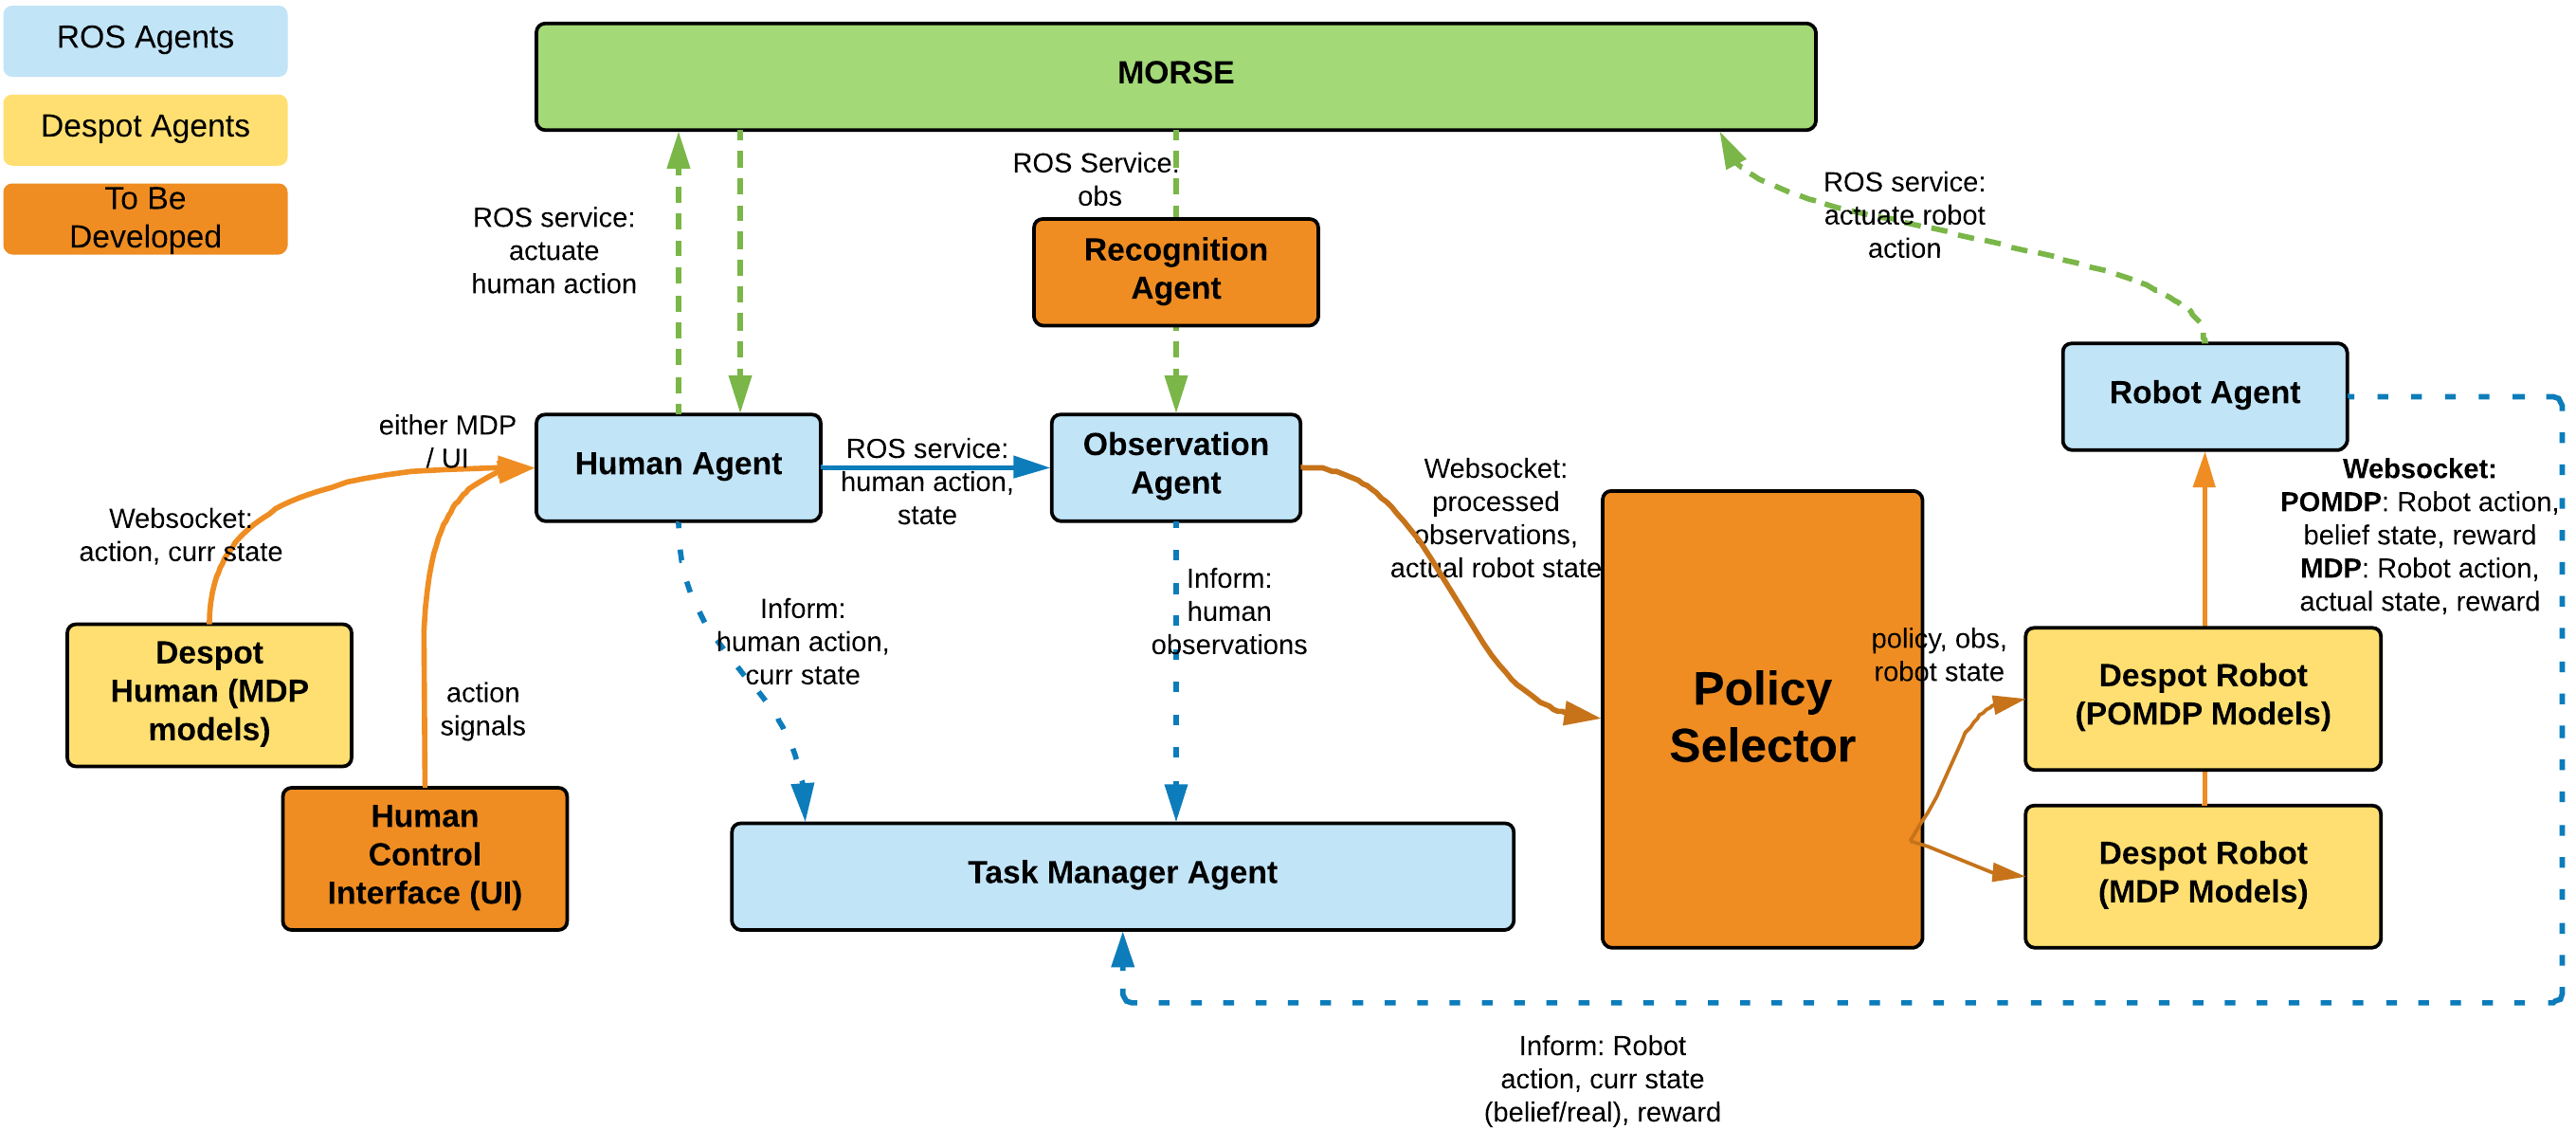 ROS Agents
Despot Agents
To Be
Developed
MORSE
ROS Service:
obs
ROS service:
actuate
human action
ROS service:
actuate robot
action
Recognition
Agent
Robot Agent
either MDP
/ UI
Human Agent
ROS service:
human action,
state
Observation
Agent
Websocket:
processed
observations,
actual robot state
Websocket:
POMDP: Robot action,
belief state, reward
MDP: Robot action,
actual state, reward
Websocket:
action, curr state
Inform:
human action,
curr state
Inform:
human
observations
policy, obs,
robot state
Despot
Human (MDP
models)
action
signals
Policy
Selector
Despot Robot
(POMDP Models)
Human
Control
Interface (UI)
Task Manager Agent
Despot Robot
(MDP Models)
Inform: Robot
action, curr state
(belief/real), reward